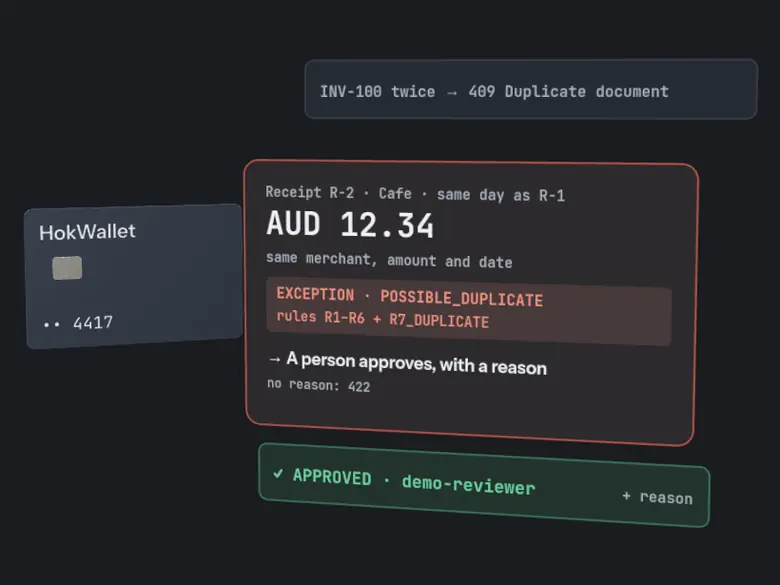 INV-100 twice → 409 Duplicate document
HokWallet
•• 4417
Receipt R-2 · Cafe · same day as R-1
AUD 12.34
same merchant, amount and date
EXCEPTION · POSSIBLE_DUPLICATE
rules R1–R6 + R7_DUPLICATE
→ A person approves, with a reason
no reason: 422
✓ APPROVED · demo-reviewer
+ reason